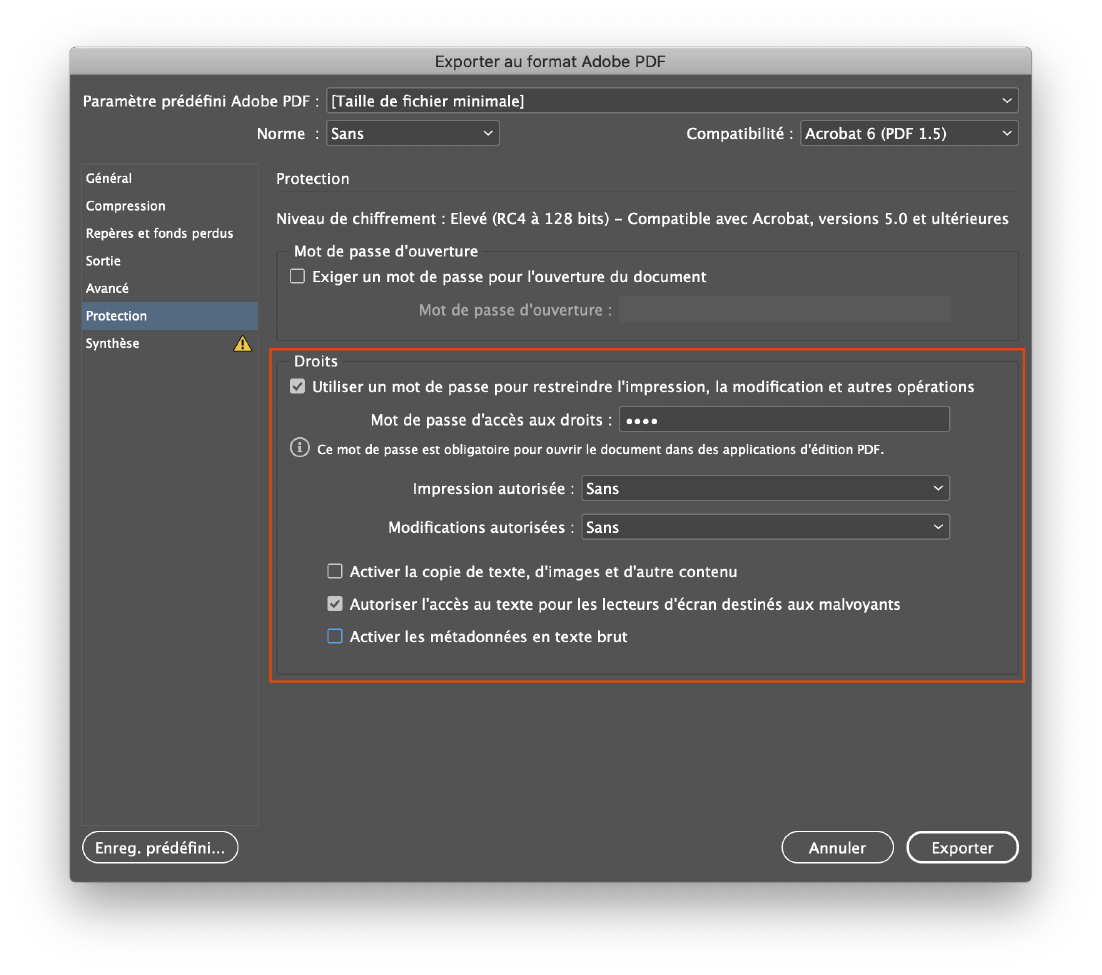 Exporter au format Adobe PDF
Paramètre prédéfini Adobe PDF : [Taille de fichier minimale]
Norme : Sans Compatibilité : Acrobat 6 (PDF 1.5)
Général
Compression
Repères et fonds perdus
Sortie
Avancé
Protection
Synthèse
Protection
Niveau de chiffrement : Elevé (RC4 à 128 bits) – Compatible avec Acrobat, versions 5.0 et ultérieures
Mot de passe d'ouverture
Exiger un mot de passe pour l'ouverture du document
Mot de passe d'ouverture :
Droits
Utiliser un mot de passe pour restreindre l'impression, la modification et autres opérations
Mot de passe d'accès aux droits : ••••
Ce mot de passe est obligatoire pour ouvrir le document dans des applications d'édition PDF.
Impression autorisée : Sans
Modifications autorisées : Sans
Activer la copie de texte, d'images et d'autre contenu
Autoriser l'accès au texte pour les lecteurs d'écran destinés aux malvoyants
Activer les métadonnées en texte brut
Enreg. prédéfini... Annuler Exporter